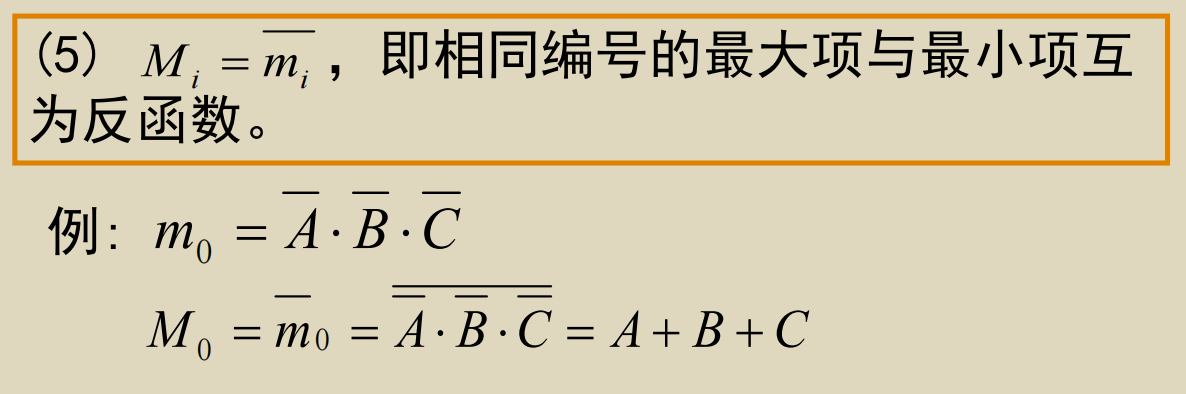 (5) $M_i = \overline{m_i}$，即相同编号的最大项与最小项互
为反函数。
例: $m_0 = \overline{A} \cdot \overline{B} \cdot \overline{C}$
$M_0 = \overline{m}_0 = \overline{\overline{A} \cdot \overline{B} \cdot \overline{C}} = A + B + C$